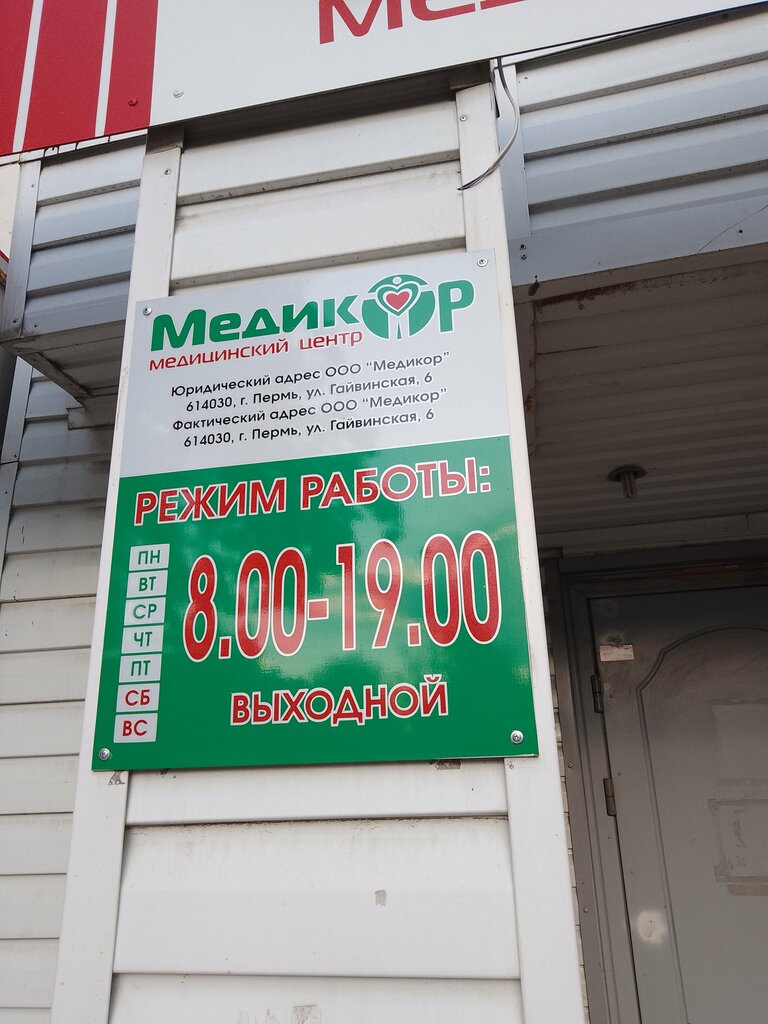 Медикор
медицинский центр
Юридический адрес ООО "Медикор"
614030, г. Пермь, ул. Гайвинская, 6
Фактический адрес ООО "Медикор"
614030, г. Пермь, ул. Гайвинская, 6
РЕЖИМ РАБОТЫ:
ПН
ВТ
СР
ЧТ
ПТ
8.00-19.00
СБ
ВС
ВЫХОДНОЙ